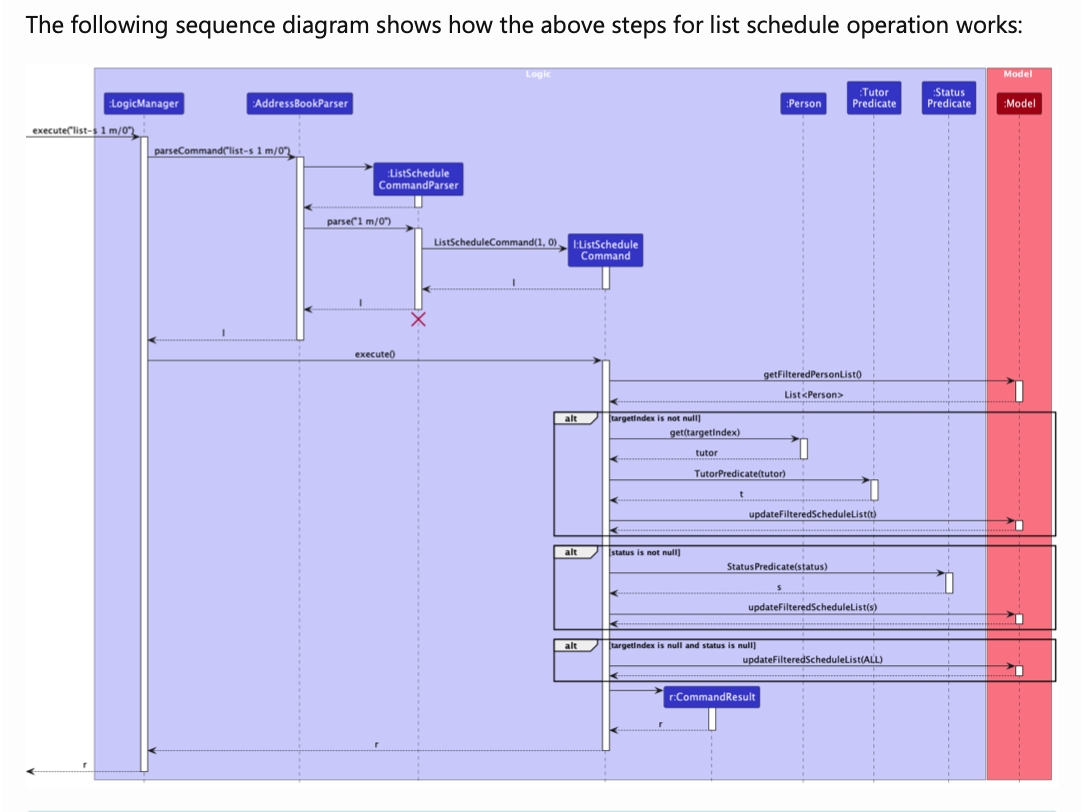 The following sequence diagram shows how the above steps for list schedule operation works:
Logic
Model
:LogicManager
:AddressBookParser
:Person
:Tutor
Predicate
:Status
Predicate
:Model
execute("list-s 1 m/0")
parseCommand("list-s 1 m/0")
:ListSchedule
CommandParser
parse("1 m/0")
ListScheduleCommand(1, 0)
l:ListSchedule
Command
l
l
l
execute()
getFilteredPersonList()
List<Person>
alt
[targetIndex is not null]
get(targetIndex)
tutor
TutorPredicate(tutor)
t
updateFilteredScheduleList(t)
alt
[status is not null]
StatusPredicate(status)
s
updateFilteredScheduleList(s)
alt
[targetIndex is null and status is null]
updateFilteredScheduleList(ALL)
r:CommandResult
r
r
r